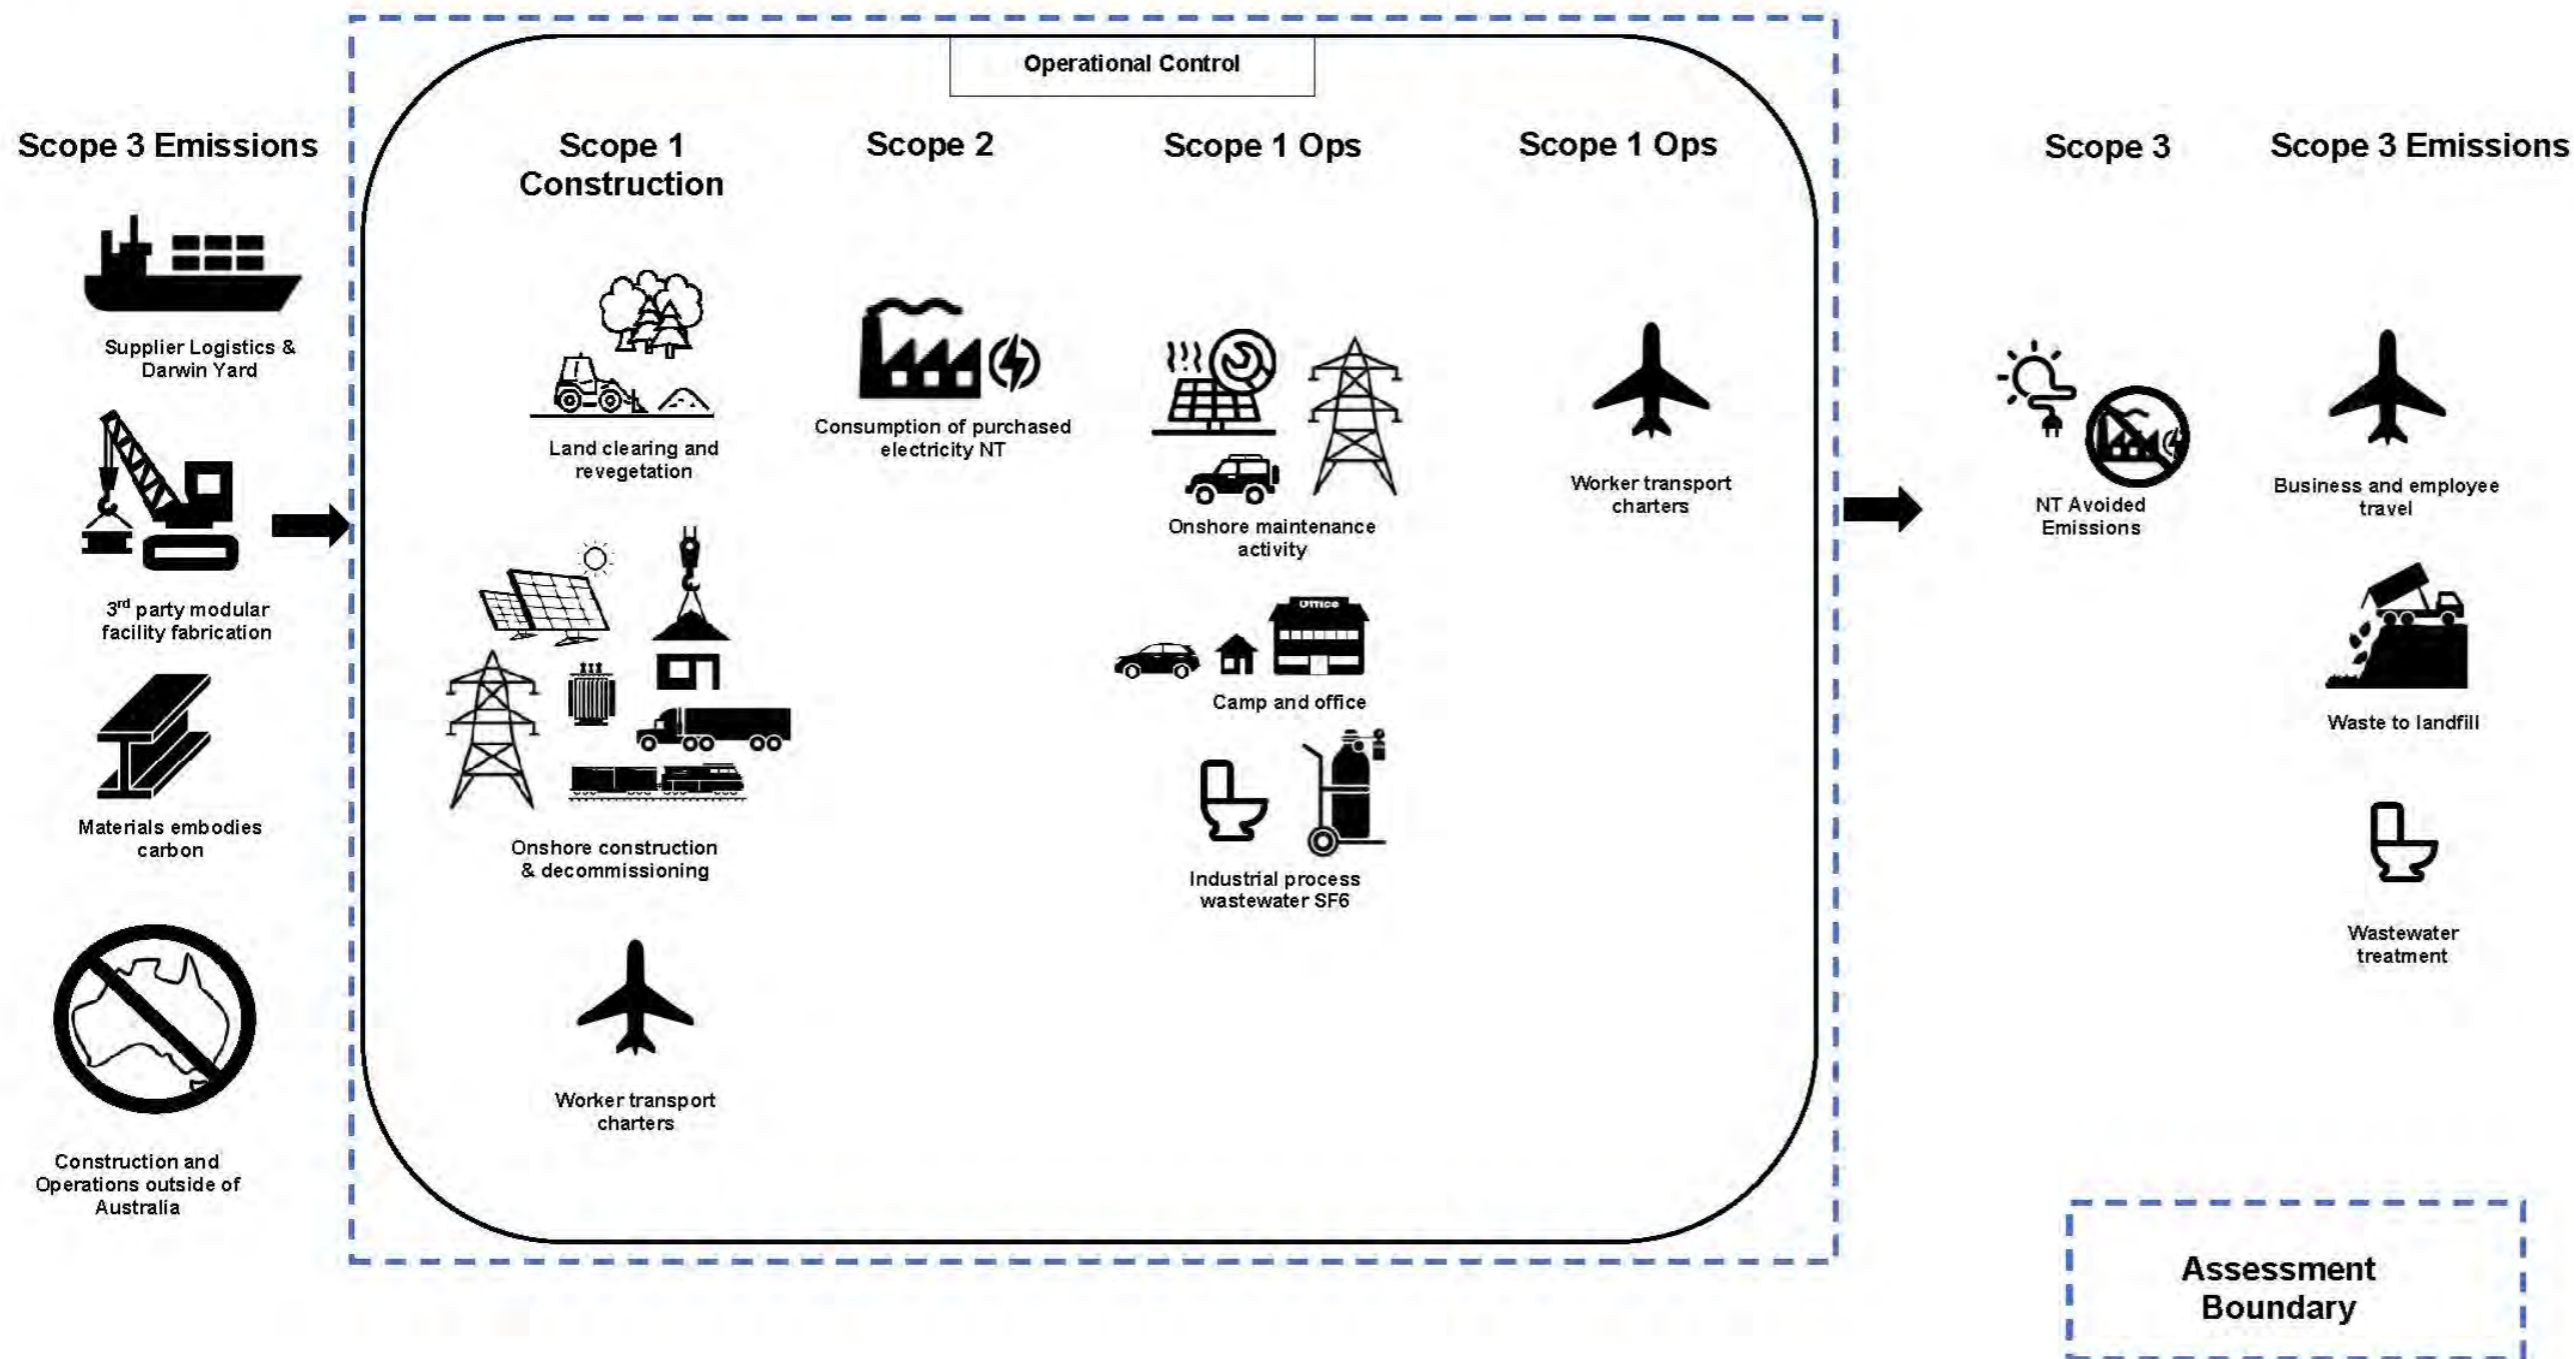 Operational Control
Scope 3 Emissions
Supplier Logistics &
Darwin Yard
3rd party modular
facility fabrication
Materials embodies
carbon
Construction and
Operations outside of
Australia
Scope 1
Construction
Land clearing and
revegetation
Onshore construction
& decommissioning
Worker transport
charters
Scope 2
Consumption of purchased
electricity NT
Scope 1 Ops
Onshore maintenance
activity
Office
Camp and office
Industrial process
wastewater SF6
Scope 1 Ops
Worker transport
charters
Scope 3
NT Avoided
Emissions
Scope 3 Emissions
Business and employee
travel
Waste to landfill
Wastewater
treatment
Assessment
Boundary